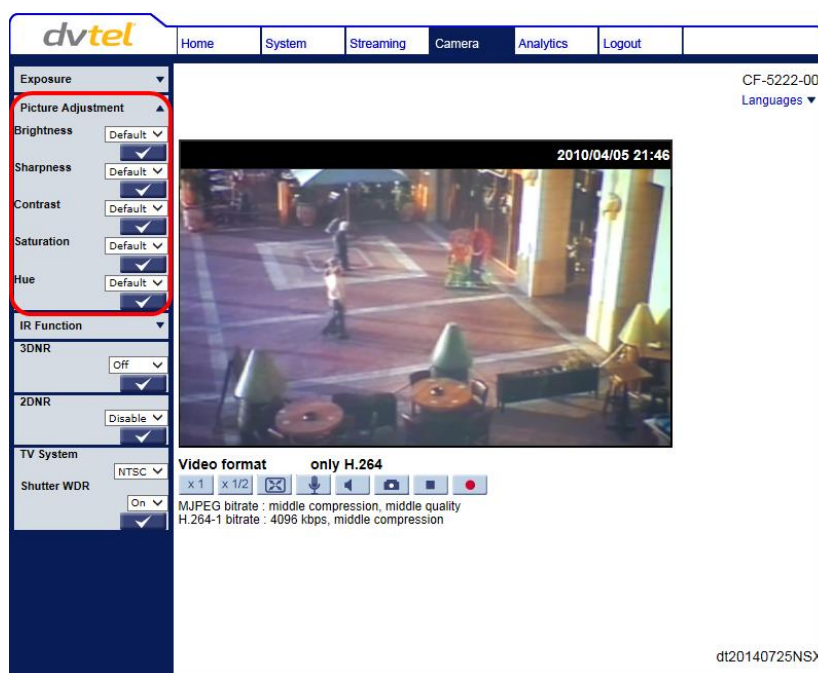 dvtel
Home System Streaming Camera Analytics Logout
CF-5222-00
Languages
Exposure
Picture Adjustment
Brightness
Default
Sharpness
Default
Contrast
Default
Saturation
Default
Hue
Default
IR Function
3DNR
Off
2DNR
Disable
TV System
NTSC
Shutter WDR
On
2010/04/05 21:46
Video format only H.264
x 1 x 1/2
MJPEG bitrate : middle compression, middle quality
H.264-1 bitrate : 4096 kbps, middle compression
dt20140725NSX